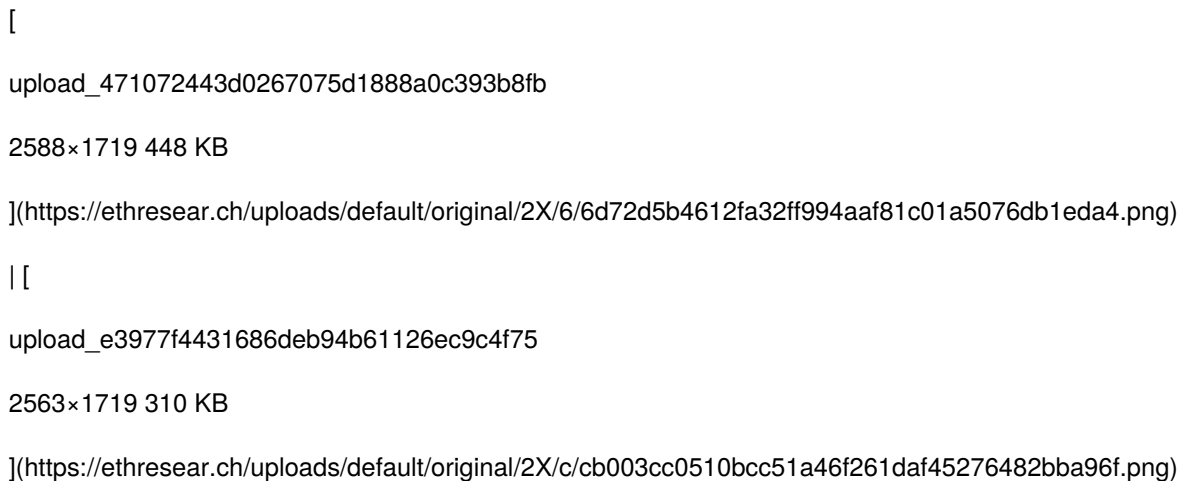 [
upload_471072443d0267075d1888a0c393b8fb
2588×1719 448 KB
](https://ethresear.ch/uploads/default/original/2X/6/6d72d5b4612fa32ff994aaf81c01a5076db1eda4.png)
| [
upload_e3977f4431686deb94b61126ec9c4f75
2563×1719 310 KB
](https://ethresear.ch/uploads/default/original/2X/c/cb003cc0510bcc51a46f261daf45276482bba96f.png)